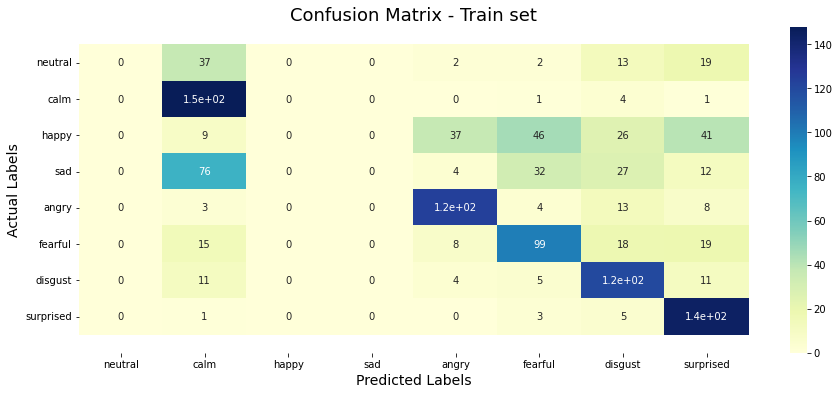 Confusion Matrix - Train set
neutral 0 37 0 0 2 2 13 19
calm 0 1.5e+02 0 0 0 1 4 1
happy 0 9 0 0 37 46 26 41
sad 0 76 0 0 4 32 27 12
angry 0 3 0 0 1.2e+02 4 13 8
fearful 0 15 0 0 8 99 18 19
disgust 0 11 0 0 4 5 1.2e+02 11
surprised 0 1 0 0 0 3 5 1.4e+02
neutral calm happy sad angry fearful disgust surprised
Predicted Labels
Actual Labels
140
120
100
80
60
40
20
0